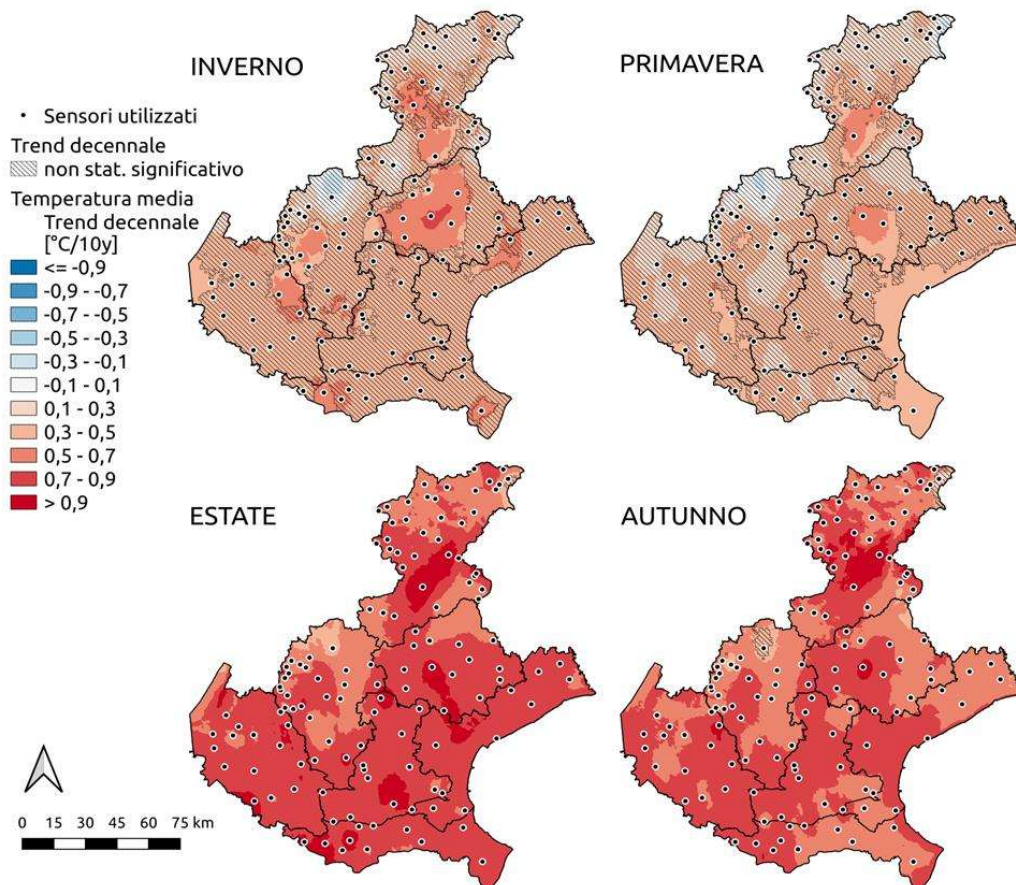 INVERNO
PRIMAVERA
Sensori utilizzati
Trend decennale
non stat. significativo
Temperatura media
Trend decennale
[°C/10y]
<= -0,9
-0,9 - -0,7
-0,7 - -0,5
-0,5 - -0,3
-0,3 - -0,1
-0,1 - 0,1
0,1 - 0,3
0,3 - 0,5
0,5 - 0,7
0,7 - 0,9
> 0,9
ESTATE
AUTUNNO
0 15 30 45 60 75 km